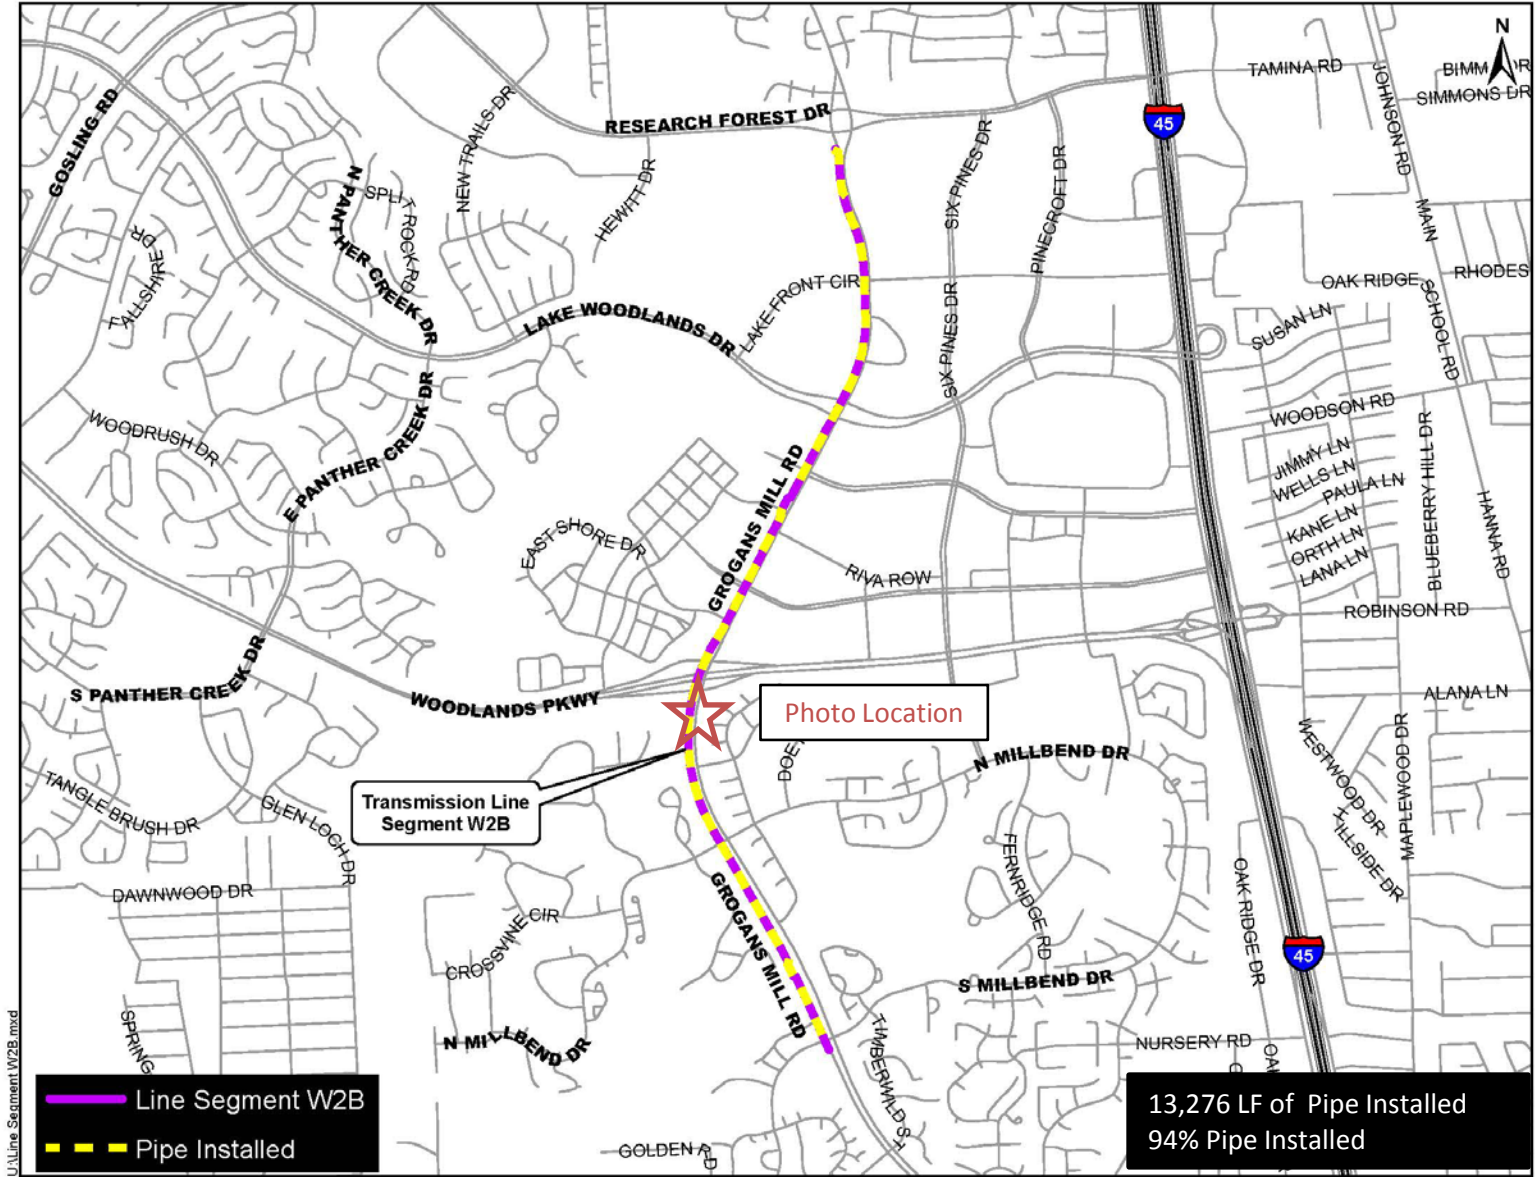 N
TAMINA RD
BIMM
DR
SIMMONS DR
JOHNSON RD
GOSLING RD
NEW TRAILS DR
RESEARCH FOREST DR
45
HEWITT DR
SIX PINES DR
PINECROFT DR
N PANTHER CREEK DR
SPLIT ROCK RD
MAIN
FALLSHIRE DR
LAKE FRONT CIR
OAK RIDGE SCHOOL RD
RHODES
LAKE WOODLANDS DR
SIX PINES DR
SUSAN LN
E PANTHER CREEK DR
WOODRUSH DR
WOODSON RD
BLUEBERRY HILL DR
GROGANS MILL RD
JIMMY LN
WELLS LN
PAULA LN
KANE LN
ORTH LN
LANA LN
HANNA RD
EAST SHORE DR
RIVA ROW
ROBINSON RD
S PANTHER CREEK DR
WOODLANDS PKWY
Photo Location
ALANA LN
N MILLBEND DR
WESTWOOD DR
MAPLEWOOD DR
TANGLE BRUSH DR
GLEN LOCH DR
Transmission Line
Segment W2B
HILLSIDE DR
DAWNWOOD DR
GROGANS MILL RD
FERNRIDGE RD
OAK RIDGE DR
CROSSVINE CIR
45
S MILLBEND DR
SPRING
N MILLBEND DR
TIMBERWILD ST
NURSERY RD
GOLDEN
RD
Line Segment W2B
Pipe Installed
13,276 LF of  Pipe Installed
94% Pipe Installed
U:\Line Segment W2B.mxd